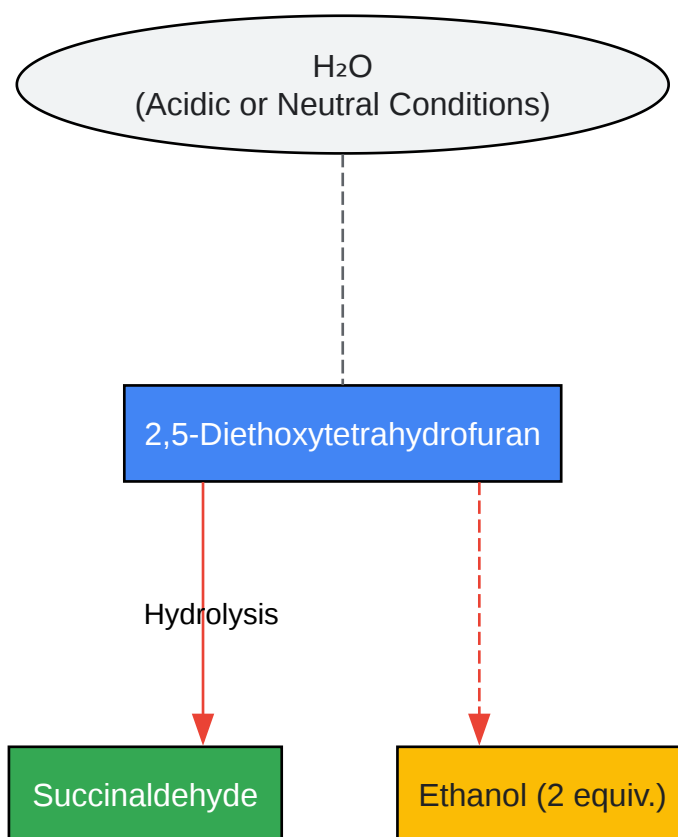 H₂O
(Acidic or Neutral Conditions)
2,5-Diethoxytetrahydrofuran
Hydrolysis
Succinaldehyde
Ethanol (2 equiv.)